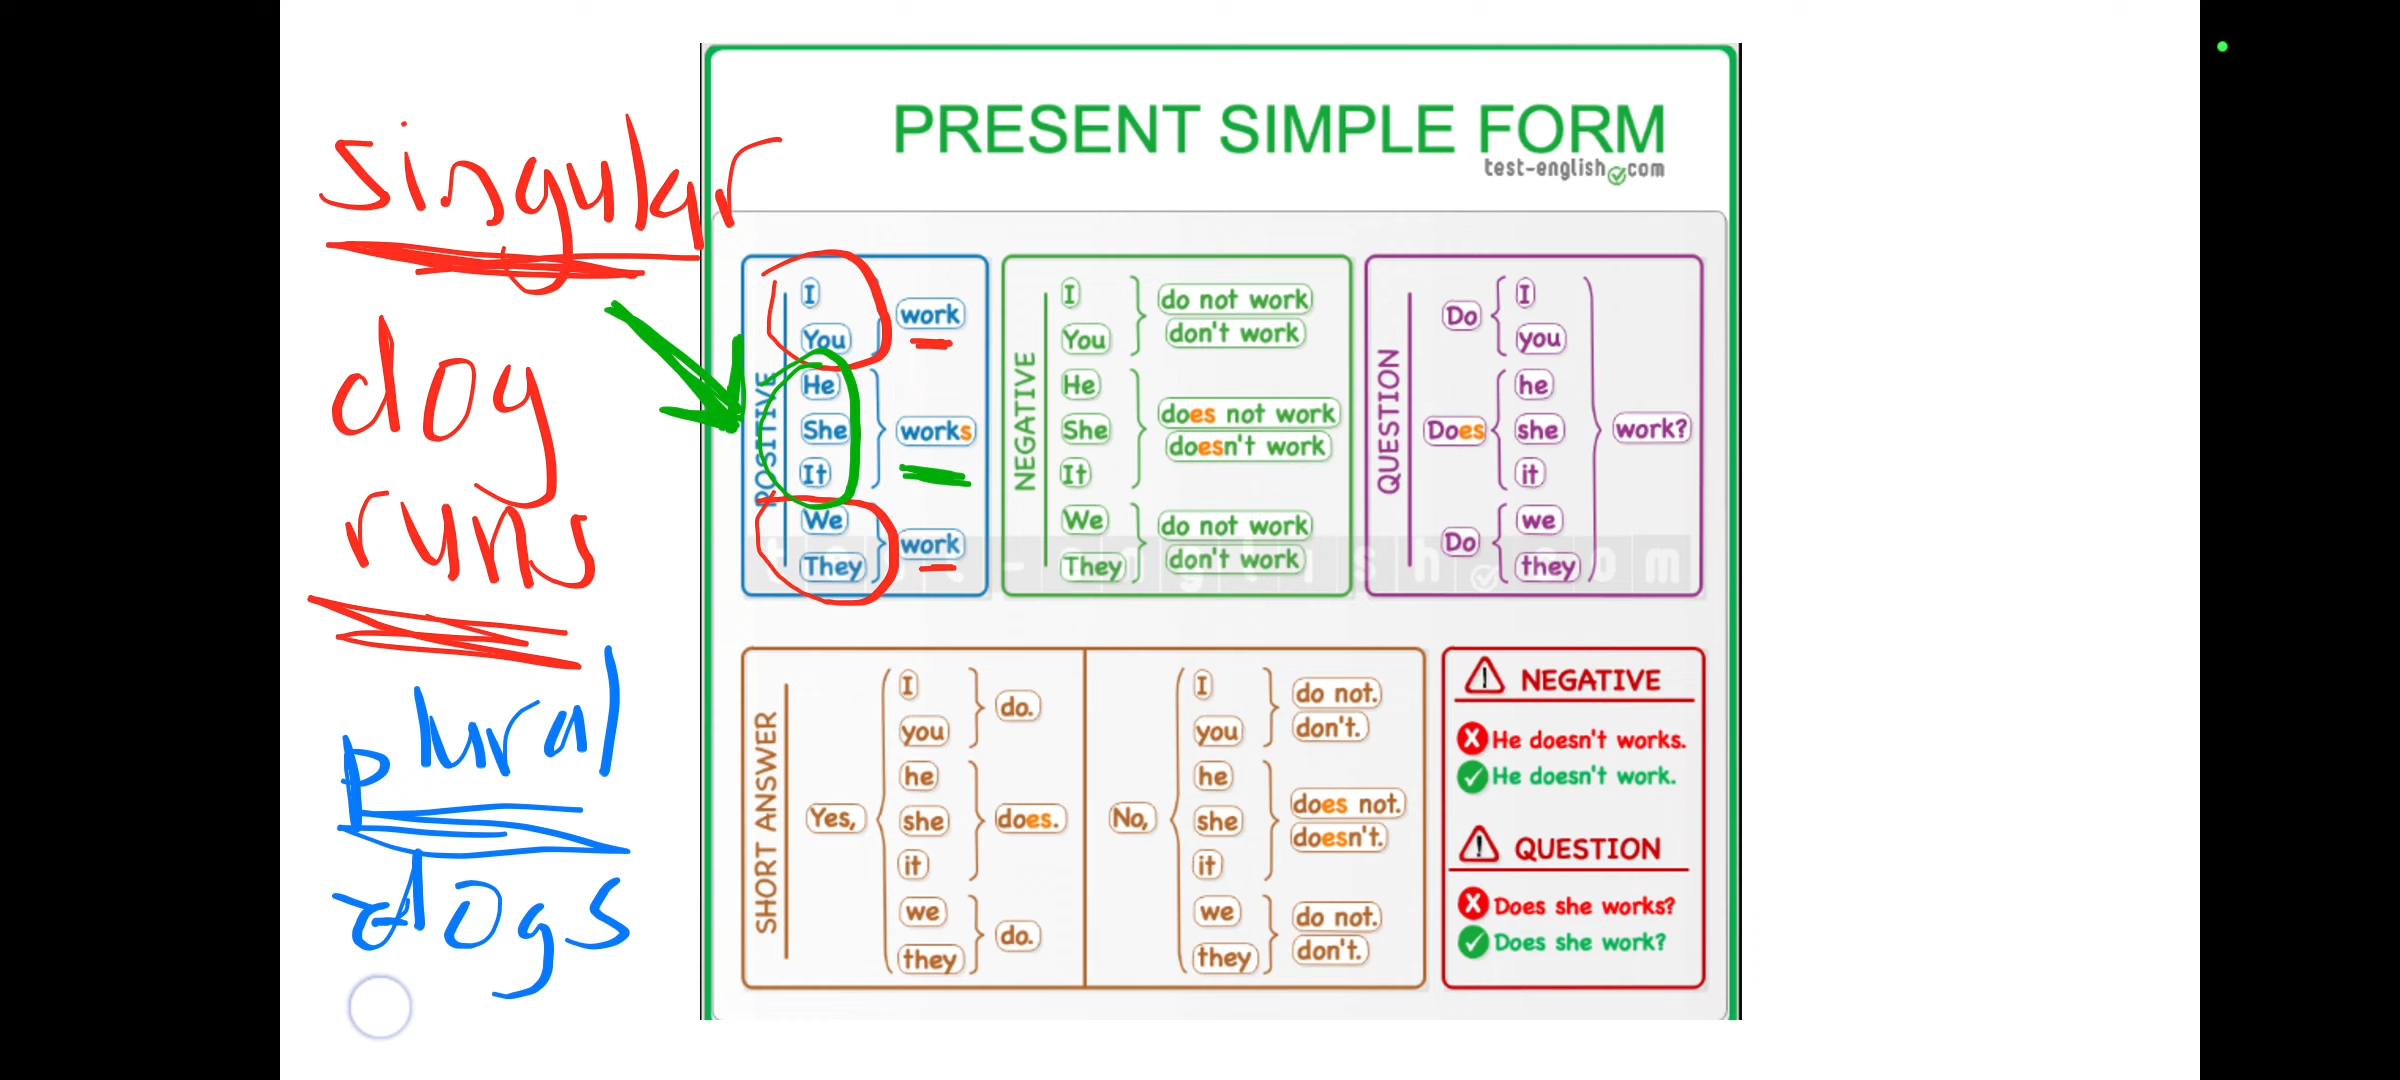 singular
dog
runs
plural
dogs
PRESENT SIMPLE FORM
test-english.com
POSITIVE
I
You
work
He
She
It
works
We
They
work
NEGATIVE
I
You
do not work
don't work
He
She
It
does not work
doesn't work
We
They
do not work
don't work
QUESTION
Do
I
you
Does
he
she
it
work?
Do
we
they
test-english.com
SHORT ANSWER
Yes,
I
you
do.
he
she
it
does.
we
they
do.
No,
I
you
do not.
don't.
he
she
it
does not.
doesn't.
we
they
do not.
don't.
NEGATIVE
He doesn't works.
He doesn't work.
QUESTION
Does she works?
Does she work?